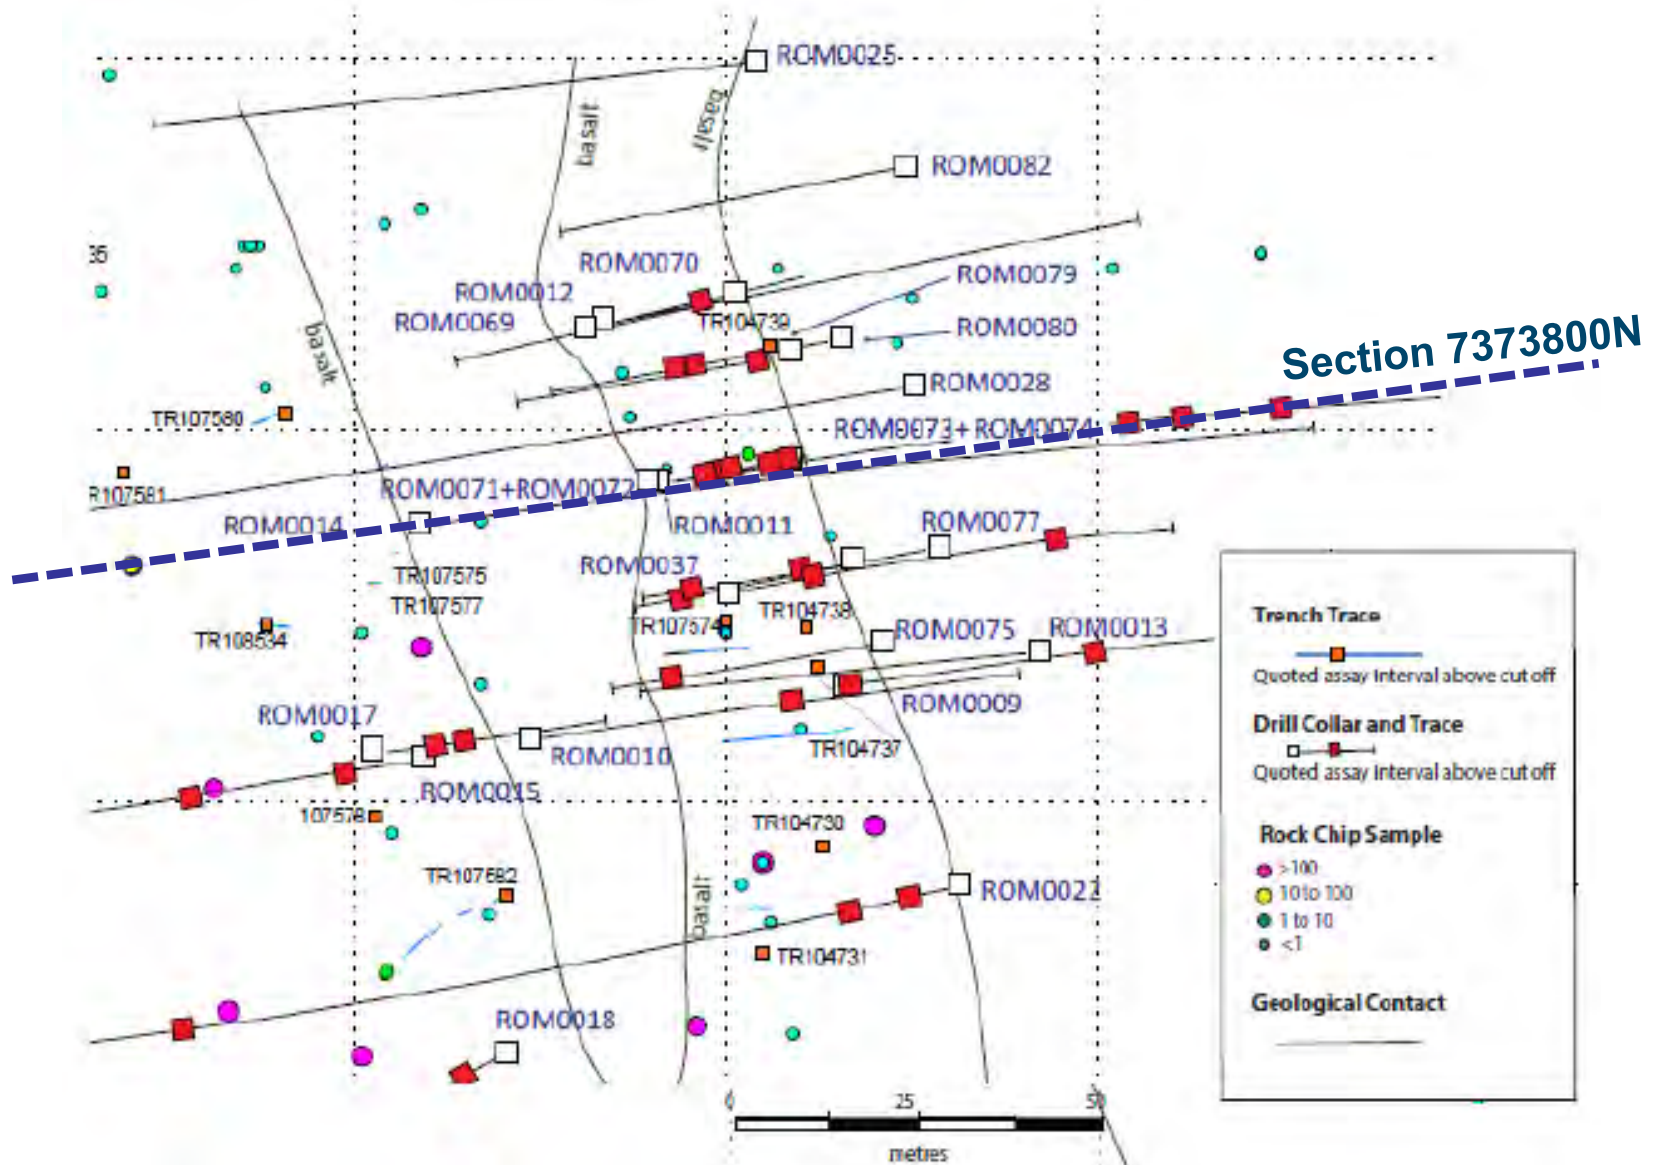 ROM0025
basalt
basalt
ROM0082
35
ROM0070
ROM0079
ROM0012
ROM0069
TR104739
ROM0080
Section 7373800N
basalt
ROM0028
TR107580
ROM0073+ROM0074
R107581
ROM0071+ROM0072
ROM0014
ROM0011
ROM0077
ROM0037
TR107575
TR107577
TR107574
TR104738
TR108534
ROM0075
ROM0013
Trench Trace
Quoted assay interval above cut off
ROM0017
ROM0009
Drill Collar and Trace
ROM0010
TR104737
Quoted assay interval above cut off
ROM0015
107578
TR104730
Rock Chip Sample
>100
TR107582
ROM0022
10 to 100
basalt
1 to 10
<1
TR104731
Geological Contact
ROM0018
0
25
50
metres